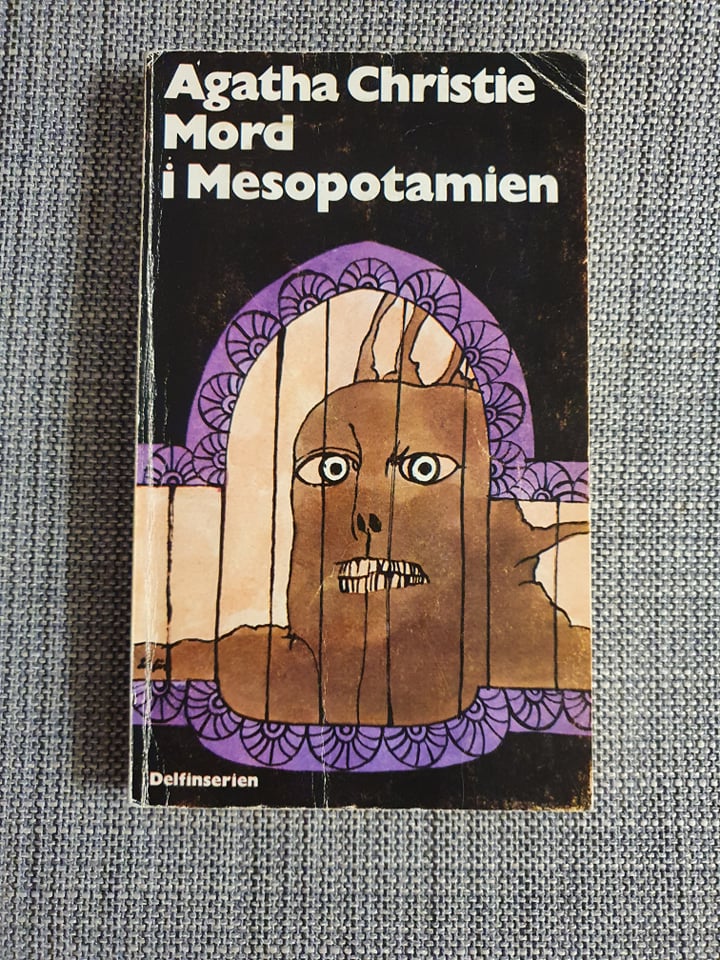 Agatha Christie
Mord
i Mesopotamien
Delfinserien